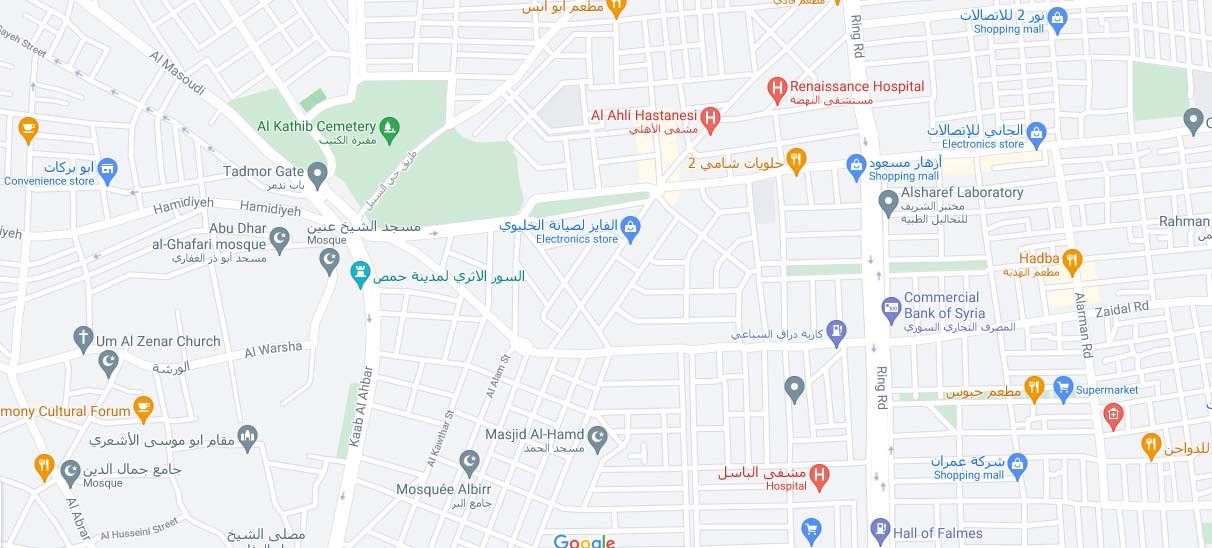 مطعم ابو انس
نور 2 للاتصالات
Shopping mall
Al Masoudi
Ring Rd
Renaissance Hospital
مستشفى النهضة
Al Ahli Hastanesi
مشفى الأهلي
Al Kathib Cemetery
مقبرة الكتيب
الجاني للإتصالات
Electronics store
ابو بركات
Convenience store
Tadmor Gate
باب تدمر
طريق حي السبيل
حلويات شامي 2
أزهار مسعود
Shopping mall
Hamidiyeh
Hamidiyeh
Alsharef Laboratory
مختبر الشريف
للتحاليل الطبية
Abu Dhar
al-Ghafari mosque
مسجد أبو ذر الغفاري
مسجد الشيخ عنين
Mosque
الفايز لصيانة الخليوي
Electronics store
Rahman
السور الاثري لمدينة حمص
Hadba
مطعم الهدبة
Commercial
Bank of Syria
المصرف التجاري السوري
Zaidal Rd
Alarman Rd
Um Al Zenar Church
Al Warsha
الورشة
كازية دراق السباعي
Al Alam St
Kaab Al Ahbar
Ring Rd
مطعم حبوس
Supermarket
mony Cultural Forum
مقام ابو موسى الأشعري
Al Kawthar St
Masjid Al-Hamd
مسجد الحمد
للدواجن
جامع جمال الدين
Mosque
Mosquée Albirr
جامع البر
مشفى الباسل
Hospital
شركة عمران
Shopping mall
Al Abrar
Al Husseini Street
مصلى الشيخ
Google
Hall of Falmes